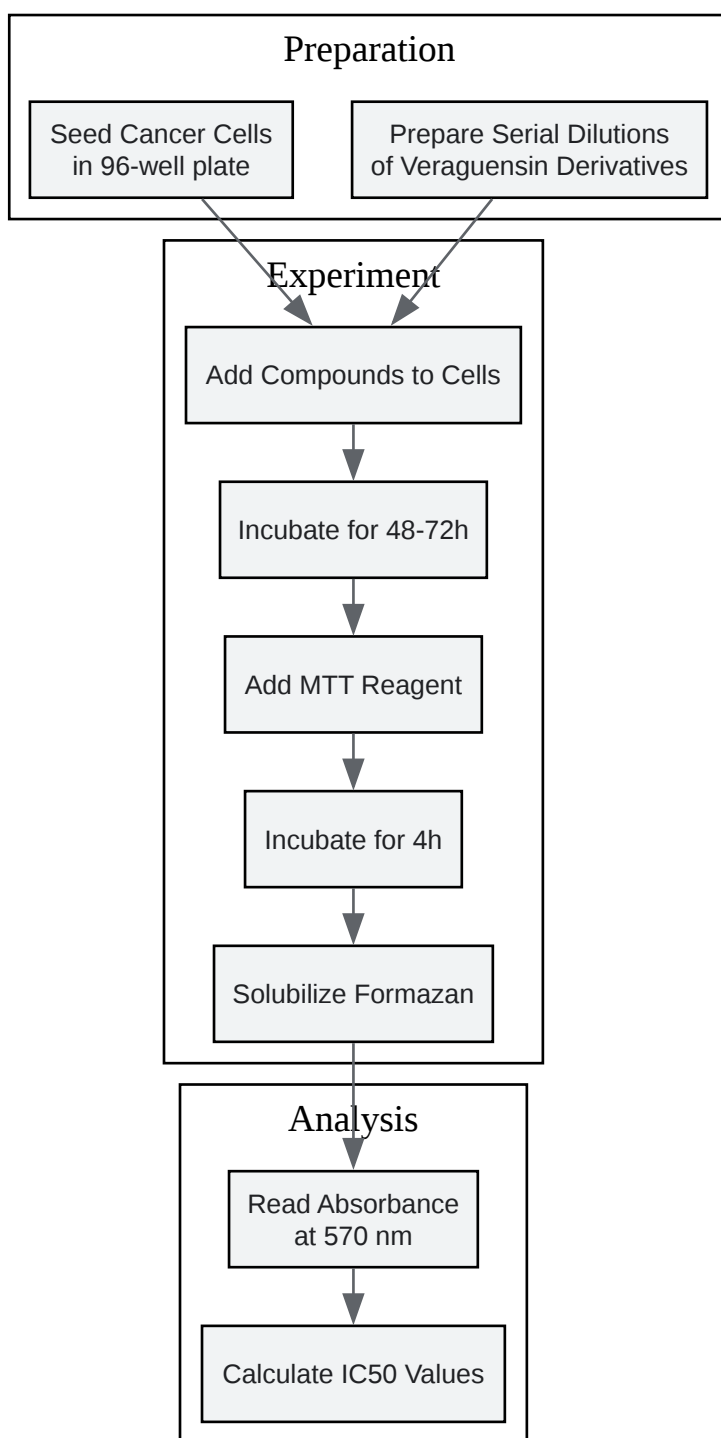 Preparation
Seed Cancer Cells
in 96-well plate
Prepare Serial Dilutions
of Veraguensin Derivatives
Experiment
Add Compounds to Cells
Incubate for 48-72h
Add MTT Reagent
Incubate for 4h
Solubilize Formazan
Analysis
Read Absorbance
at 570 nm
Calculate IC50 Values